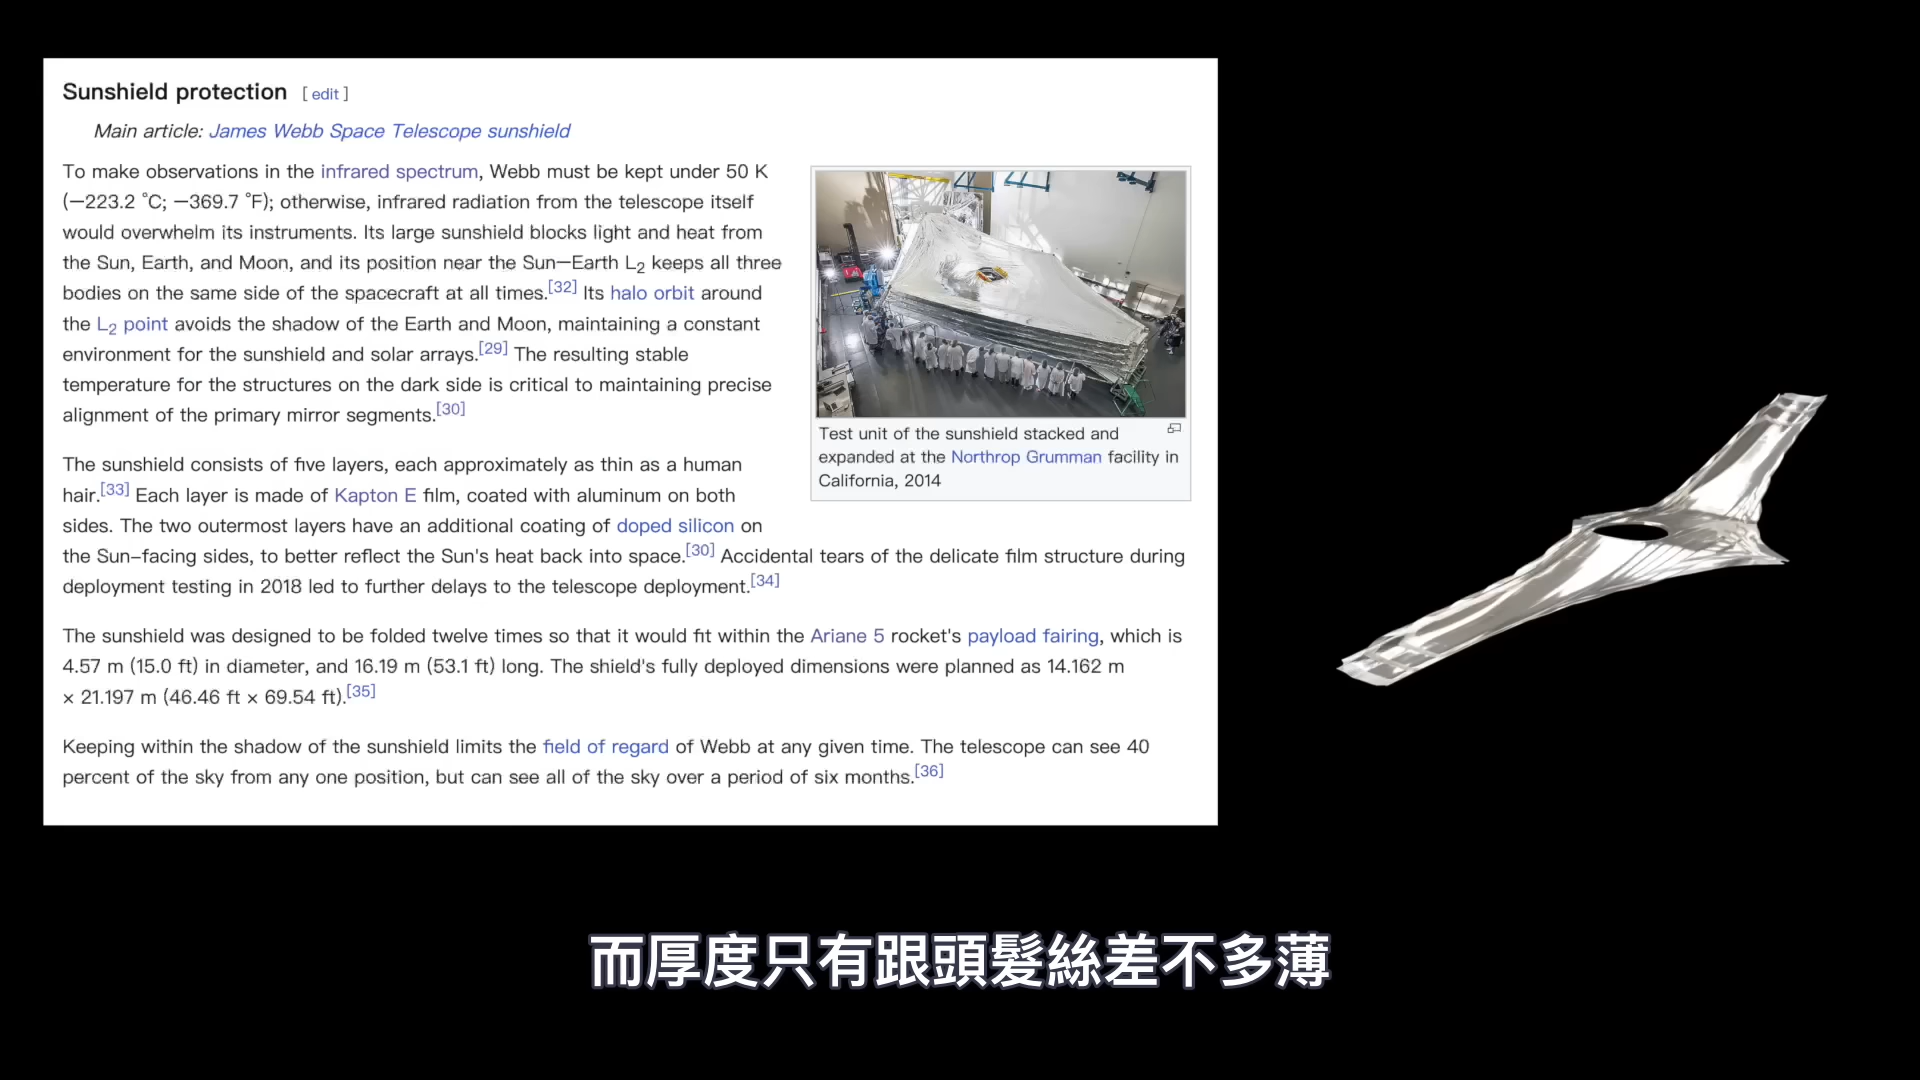 Sunshield protection [ edit ]
Main article: James Webb Space Telescope sunshield
To make observations in the infrared spectrum, Webb must be kept under 50 K
(−223.2 °C; −369.7 °F); otherwise, infrared radiation from the telescope itself
would overwhelm its instruments. Its large sunshield blocks light and heat from
the Sun, Earth, and Moon, and its position near the Sun–Earth L2 keeps all three
bodies on the same side of the spacecraft at all times.[32] Its halo orbit around
the L2 point avoids the shadow of the Earth and Moon, maintaining a constant
environment for the sunshield and solar arrays.[29] The resulting stable
temperature for the structures on the dark side is critical to maintaining precise
alignment of the primary mirror segments.[30]
Test unit of the sunshield stacked and
expanded at the Northrop Grumman facility in
California, 2014
The sunshield consists of five layers, each approximately as thin as a human
hair.[33] Each layer is made of Kapton E film, coated with aluminum on both
sides. The two outermost layers have an additional coating of doped silicon on
the Sun-facing sides, to better reflect the Sun's heat back into space.[30] Accidental tears of the delicate film structure during
deployment testing in 2018 led to further delays to the telescope deployment.[34]
The sunshield was designed to be folded twelve times so that it would fit within the Ariane 5 rocket's payload fairing, which is
4.57 m (15.0 ft) in diameter, and 16.19 m (53.1 ft) long. The shield's fully deployed dimensions were planned as 14.162 m
× 21.197 m (46.46 ft × 69.54 ft).[35]
Keeping within the shadow of the sunshield limits the field of regard of Webb at any given time. The telescope can see 40
percent of the sky from any one position, but can see all of the sky over a period of six months.[36]
而厚度只有跟頭髮絲差不多薄